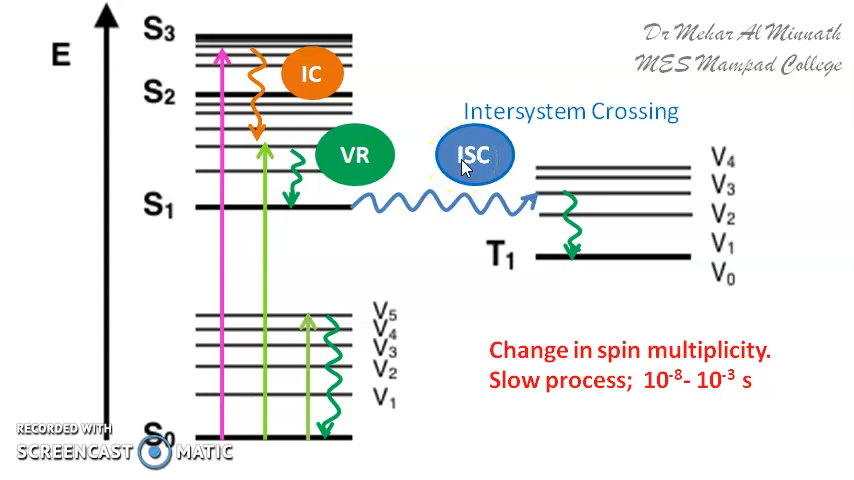 S3
E
Dr Mehar Al Minnath
MES Mampad College
IC
S2
Intersystem Crossing
VR
ISC
V4
V3
S1
V2
T1
V1
V0
V5
V4
V3
V2
V1
Change in spin multiplicity.
Slow process; 10-8- 10-3 s
RECORDED WITH
S0
SCREENCAST MATIC